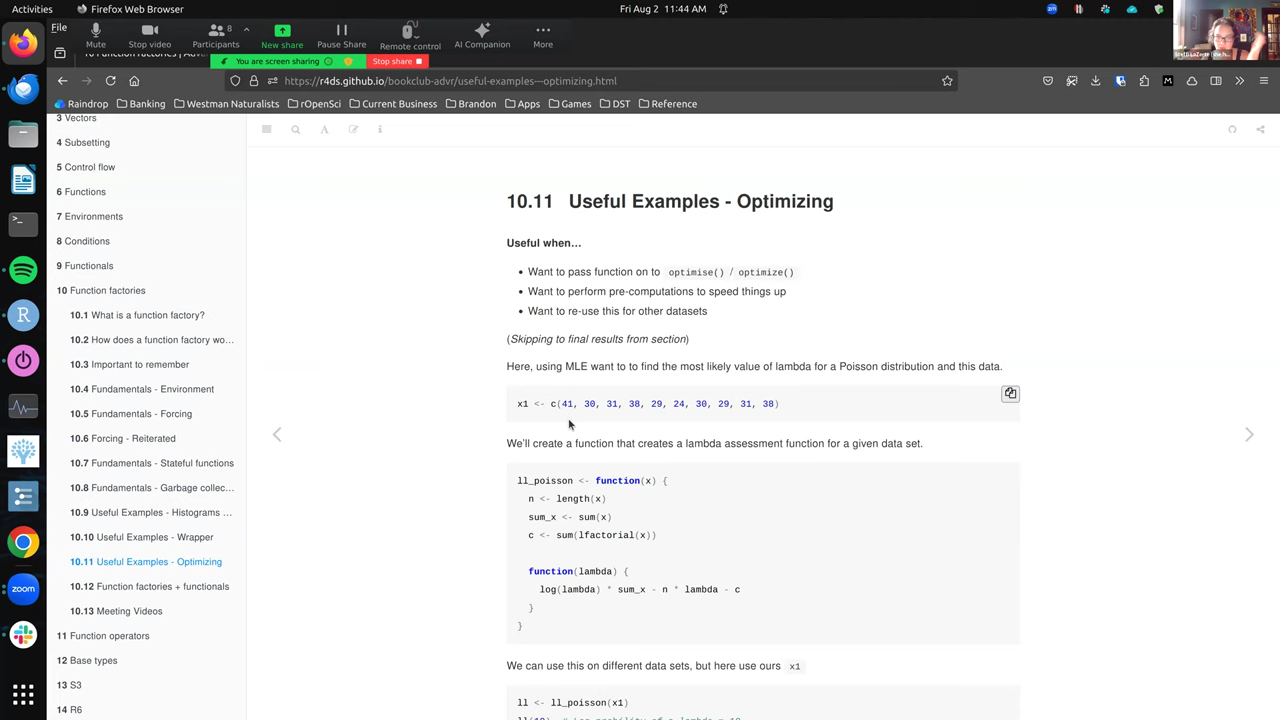 Activities
Firefox Web Browser
Fri Aug 2 11:44 AM
File
Mute
Stop video
8
Participants
New share
Pause Share
Remote control
AI Companion
More
You are screen sharing
Stop share
https://r4ds.github.io/bookclub-advr/useful-examples—optimizing.html
Raindrop
Banking
Westman Naturalists
rOpenSci
Current Business
Brandon
Apps
Games
DST
Reference
3 Vectors
4 Subsetting
5 Control flow
6 Functions
7 Environments
8 Conditions
9 Functionals
10 Function factories
10.1 What is a function factory?
10.2 How does a function factory wo…
10.3 Important to remember
10.4 Fundamentals - Environment
10.5 Fundamentals - Forcing
10.6 Forcing - Reiterated
10.7 Fundamentals - Stateful functions
10.8 Fundamentals - Garbage collec…
10.9 Useful Examples - Histograms …
10.10 Useful Examples - Wrapper
10.11 Useful Examples - Optimizing
10.12 Function factories + functionals
10.13 Meeting Videos
11 Function operators
12 Base types
13 S3
14 R6
10.11 Useful Examples - Optimizing
Useful when…
• Want to pass function on to optimise() / optimize()
• Want to perform pre-computations to speed things up
• Want to re-use this for other datasets
(Skipping to final results from section)
Here, using MLE want to to find the most likely value of lambda for a Poisson distribution and this data.
x1 <- c(41, 30, 31, 38, 29, 24, 30, 29, 31, 38)
We'll create a function that creates a lambda assessment function for a given data set.
ll_poisson <- function(x) {
n <- length(x)
sum_x <- sum(x)
c <- sum(lfactorial(x))
function(lambda) {
log(lambda) * sum_x - n * lambda - c
}
}
We can use this on different data sets, but here use ours x1
ll <- ll_poisson(x1)